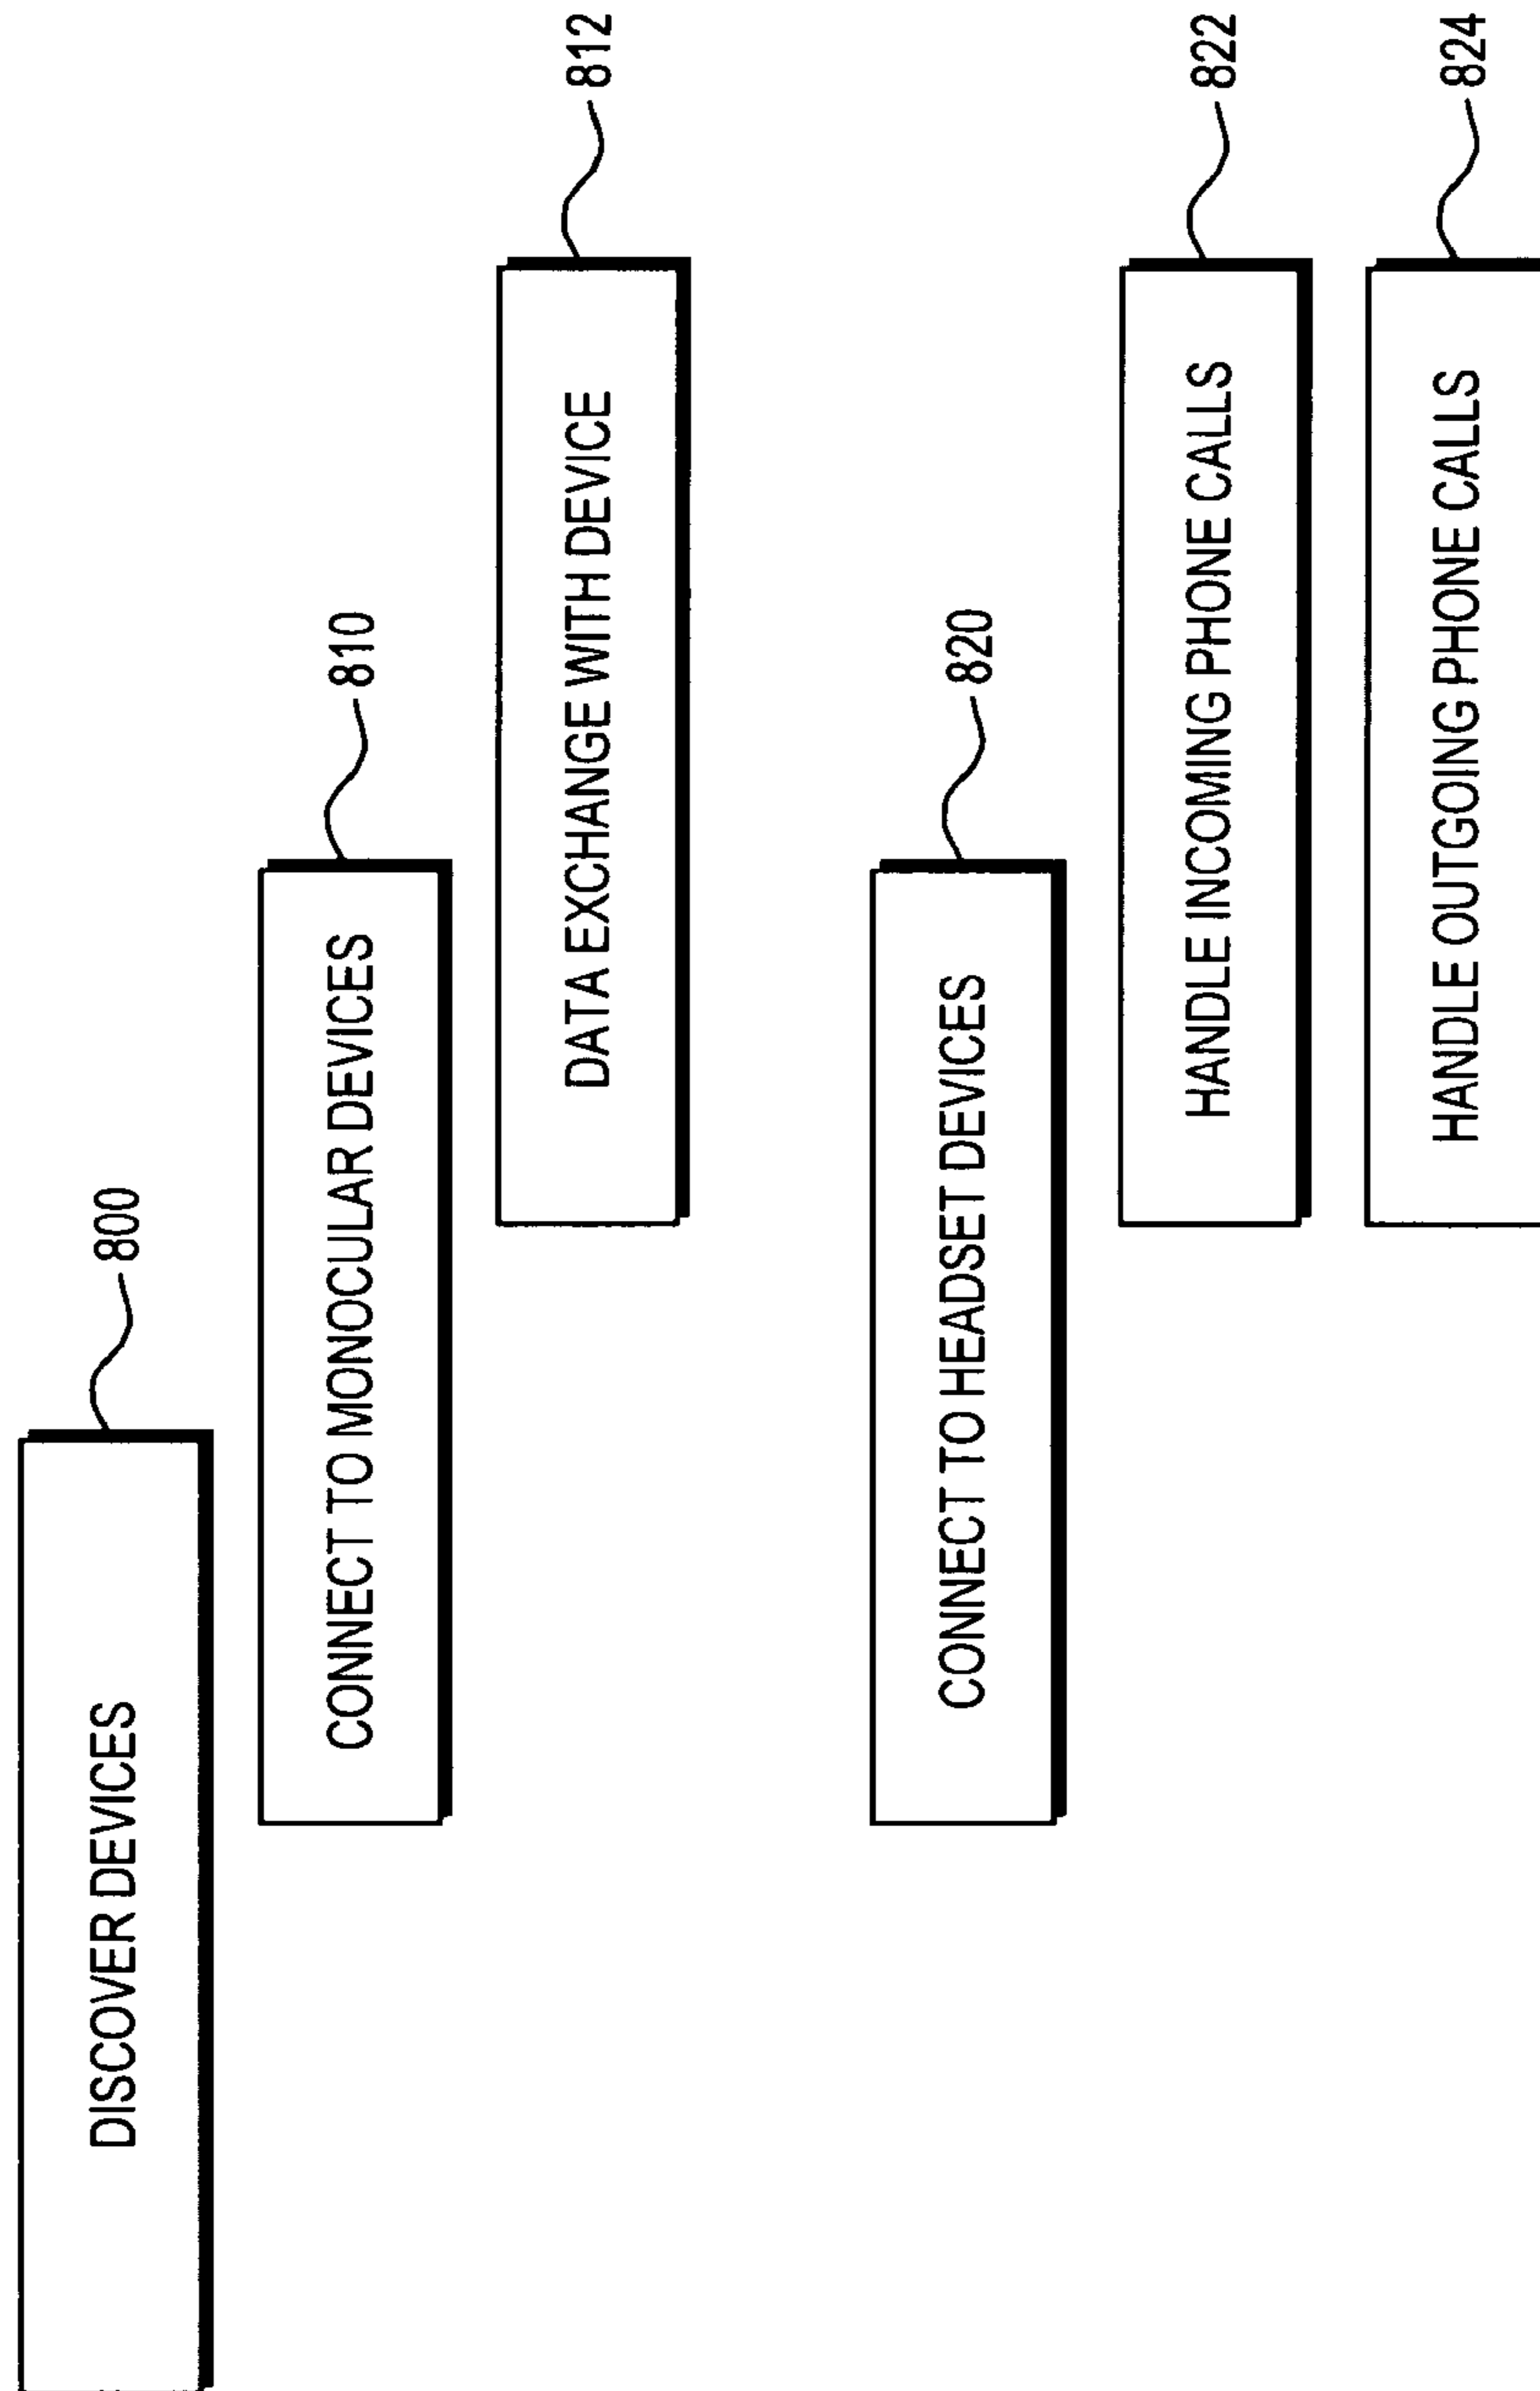 DISCOVER DEVICES
800
CONNECT TO MONOCULAR DEVICES
810
DATA EXCHANGE WITH DEVICE
812
CONNECT TO HEADSET DEVICES
820
HANDLE INCOMING PHONE CALLS
822
HANDLE OUTGOING PHONE CALLS
824